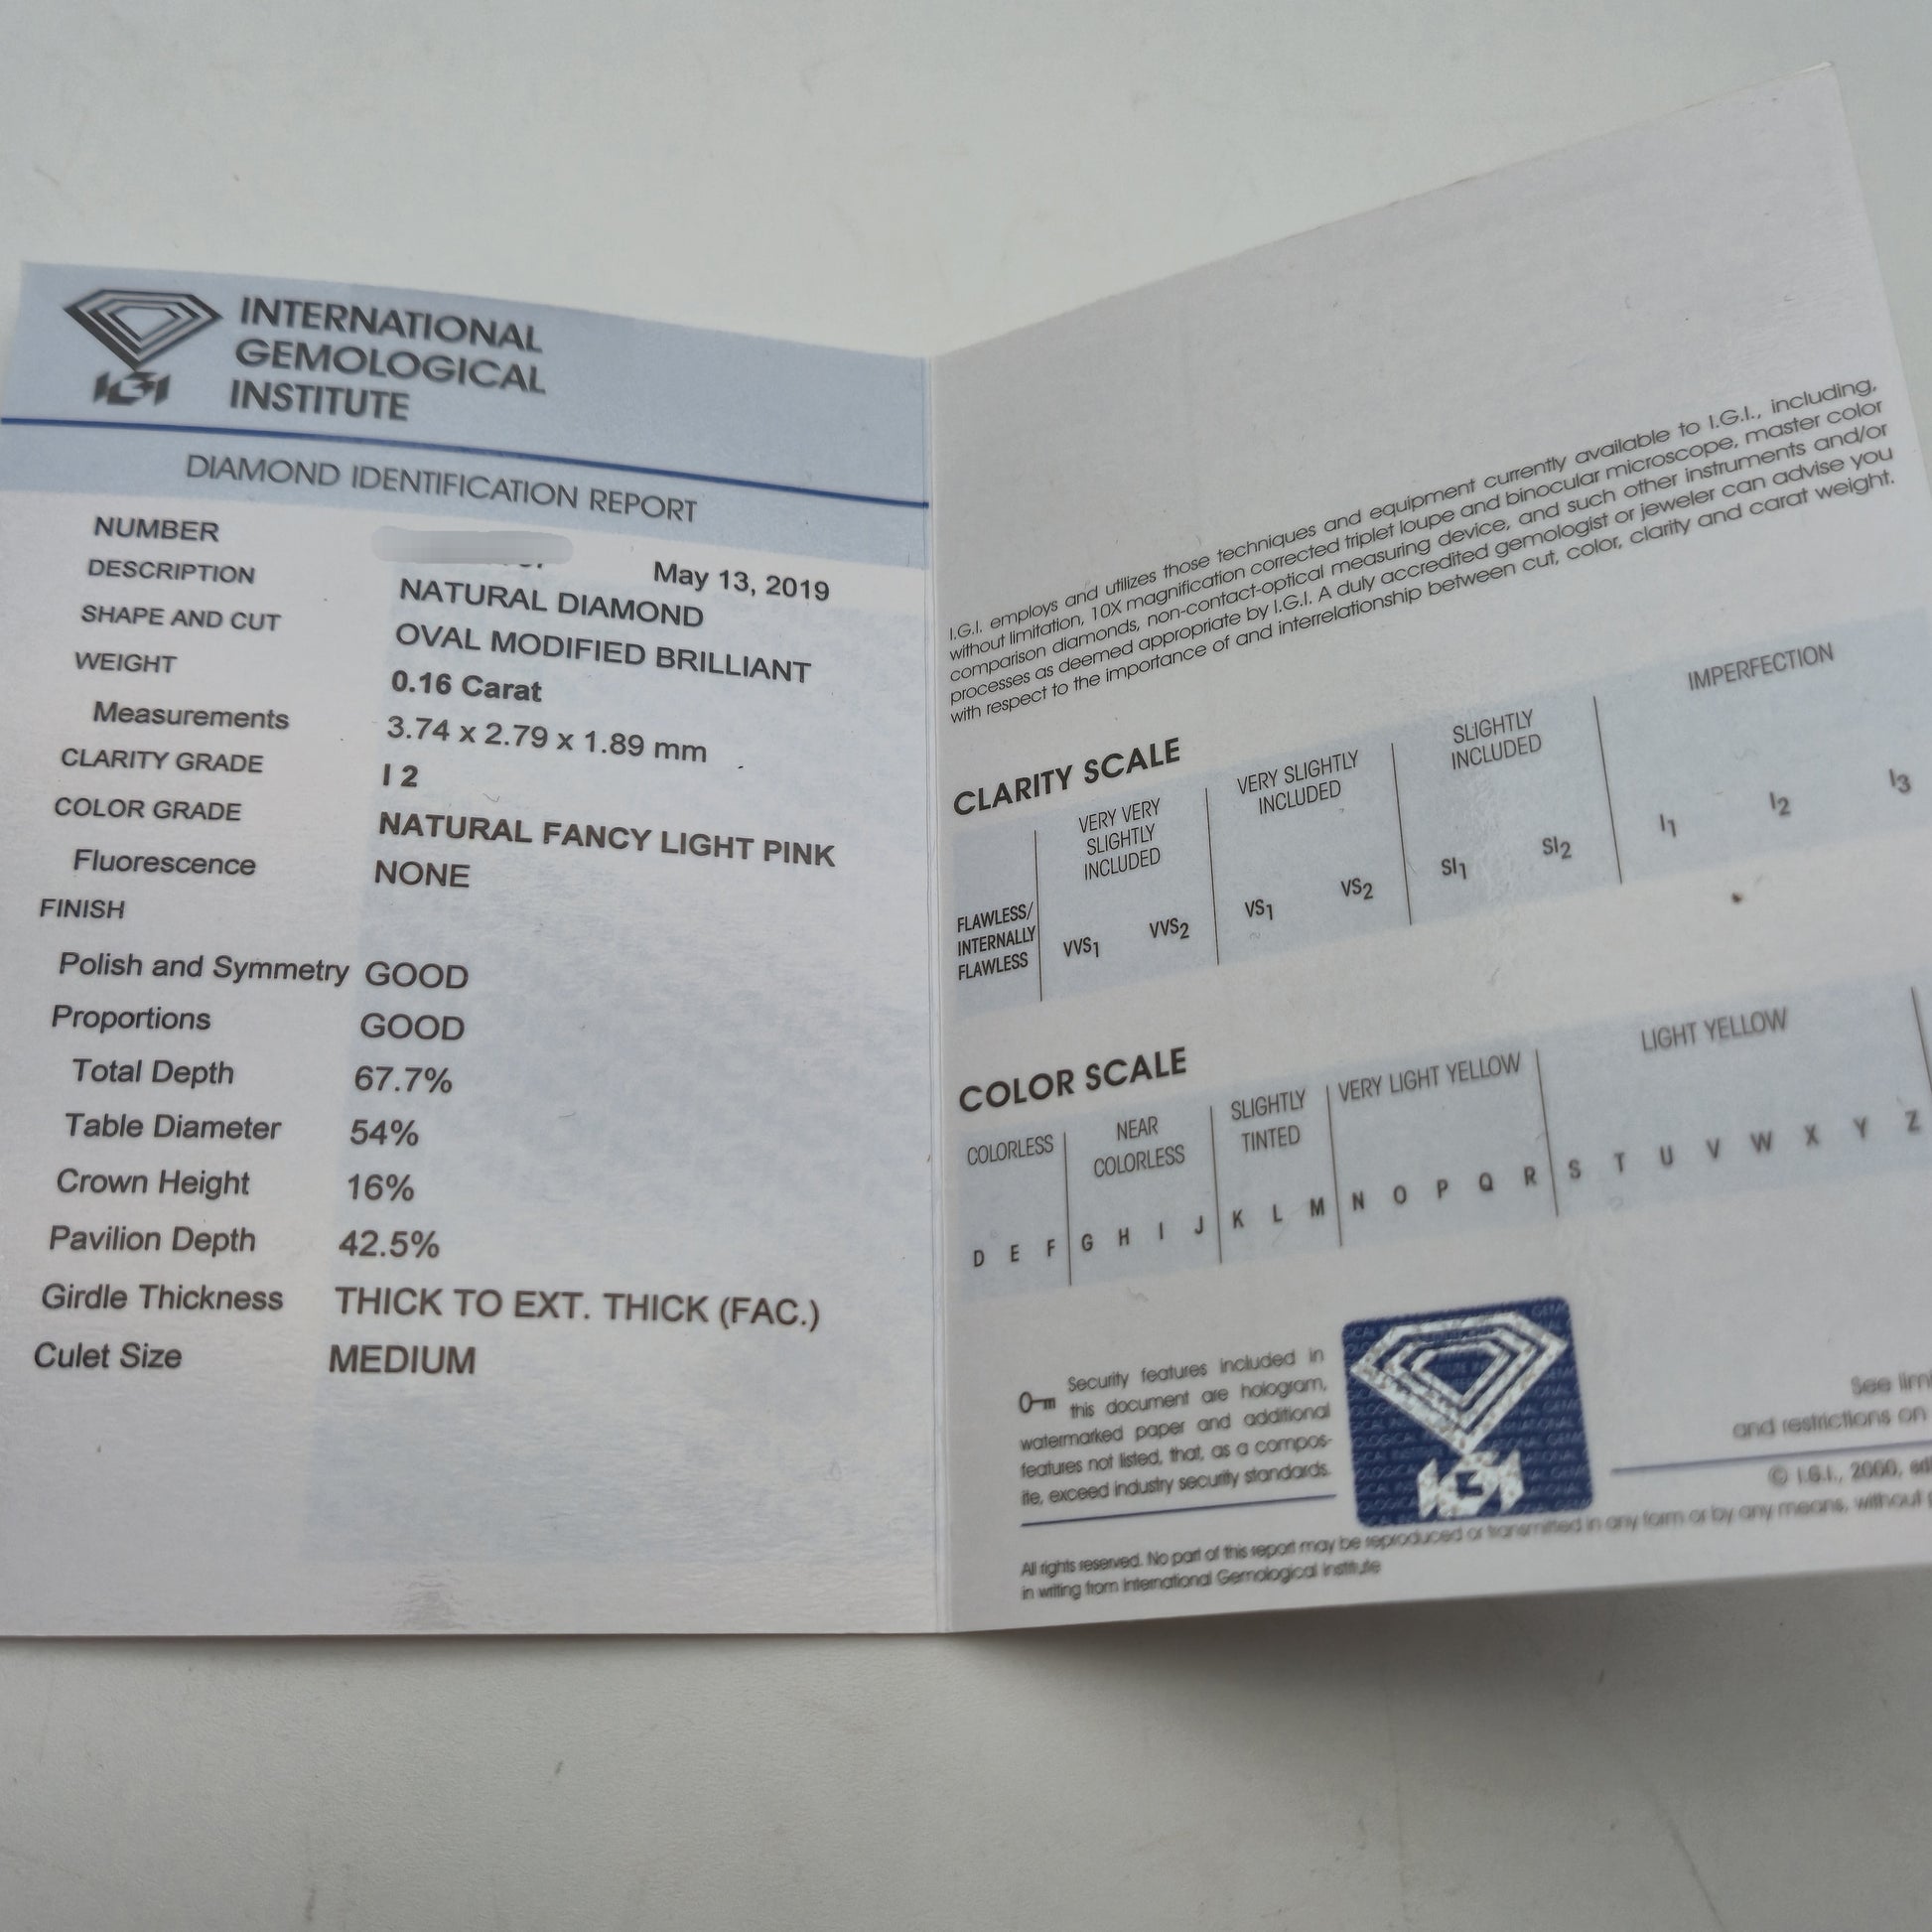 IGI
INTERNATIONAL
GEMOLOGICAL
INSTITUTE
DIAMOND IDENTIFICATION REPORT
NUMBER
May 13, 2019
DESCRIPTION NATURAL DIAMOND
SHAPE AND CUT OVAL MODIFIED BRILLIANT
WEIGHT 0.16 Carat
Measurements 3.74 x 2.79 x 1.89 mm
CLARITY GRADE I 2
COLOR GRADE NATURAL FANCY LIGHT PINK
Fluorescence NONE
FINISH
Polish and Symmetry GOOD
Proportions GOOD
Total Depth 67.7%
Table Diameter 54%
Crown Height 16%
Pavilion Depth 42.5%
Girdle Thickness THICK TO EXT. THICK (FAC.)
Culet Size MEDIUM
I.G.I. employs and utilizes those techniques and equipment currently available to I.G.I., including,
without limitation, 10X magnification corrected triplet loupe and binocular microscope, master color
comparison diamonds, non-contact-optical measuring device, and such other instruments and/or
processes as deemed appropriate by I.G.I. A duly accredited gemologist or jeweler can advise you
with respect to the importance of and interrelationship between cut, color, clarity and carat weight.
CLARITY SCALE
FLAWLESS/
INTERNALLY
FLAWLESS
VERY VERY
SLIGHTLY
INCLUDED
VERY SLIGHTLY
INCLUDED
SLIGHTLY
INCLUDED
IMPERFECTION
VVS1 VVS2 VS1 VS2 SI1 SI2 I1 I2 I3
COLOR SCALE
COLORLESS
NEAR
COLORLESS
SLIGHTLY
TINTED
VERY LIGHT YELLOW
LIGHT YELLOW
D E F G H I J K L M N O P Q R S T U V W X Y Z
Security features included in
this document are hologram,
watermarked paper and additional
features not listed, that, as a compos-
ite, exceed industry security standards.
IGI
See
and restrictions on
© I.G.I., 2000,
All rights reserved. No part of this report may be reproduced or transmitted in any form or by any means, without
in writing from International Gemological Institute